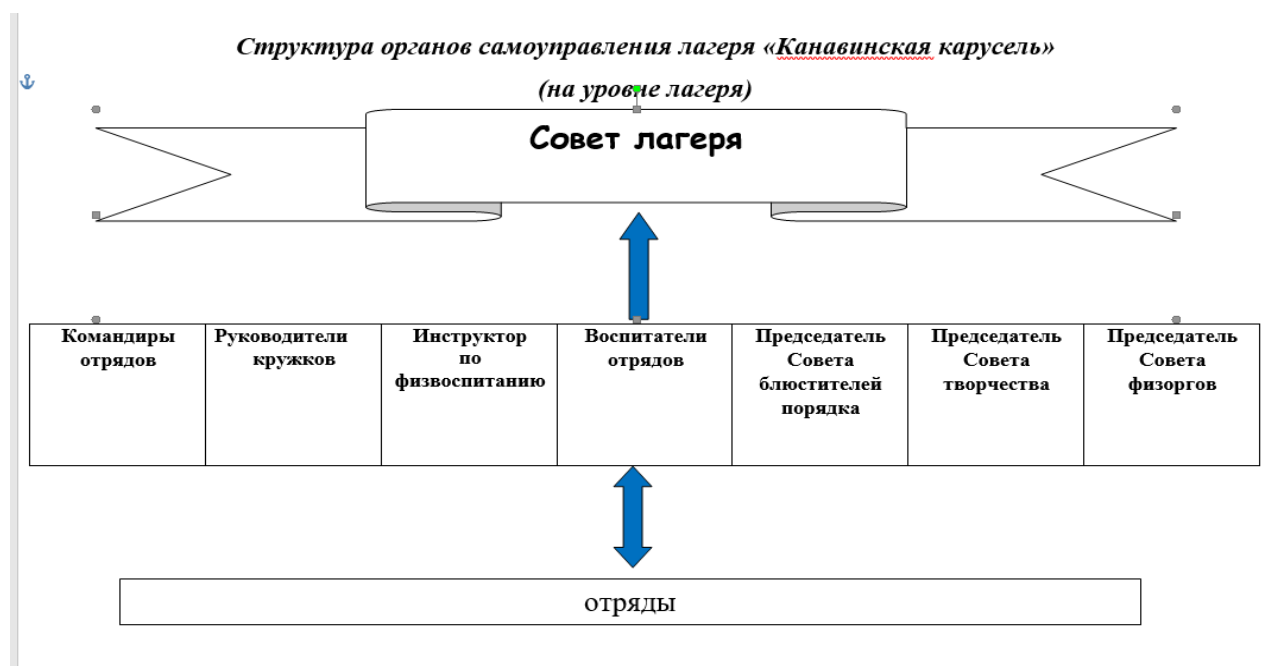 Структура органов самоуправления лагеря «Канавинская карусель»
(на уровне лагеря)
Совет лагеря
Командиры
отрядов
Руководители
кружков
Инструктор
по
физвоспитанию
Воспитатели
отрядов
Председатель
Совета
блюстителей
порядка
Председатель
Совета
творчества
Председатель
Совета
физоргов
отряды